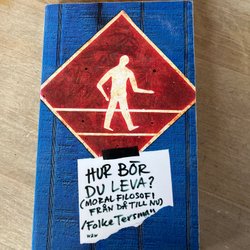 HUR BÖR
DU LEVA?
(MORALFILOSOFI
FRÅN DÅ TILL NU)
/Folke Tersman
W&W